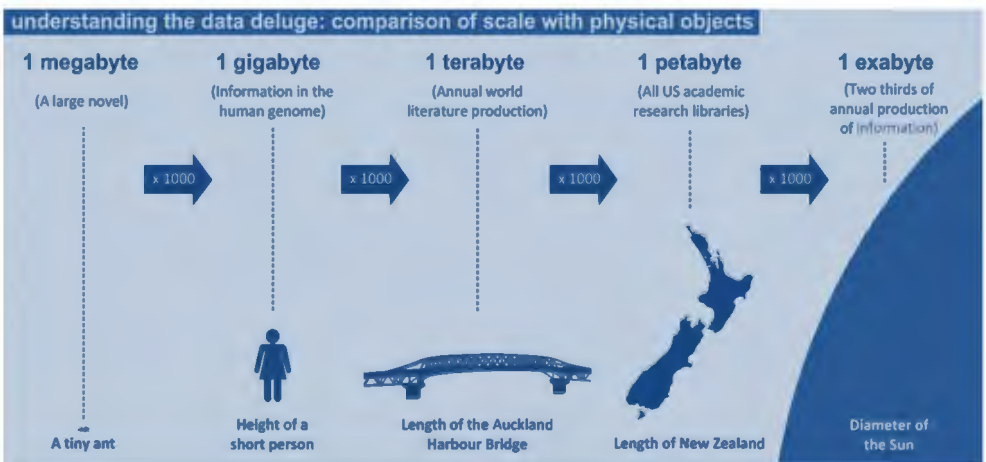 understanding the data deluge: comparison of scale with physical objects
1 megabyte
(A large novel)
1 gigabyte
(Information in the
human genome)
1 terabyte
(Annual world
literature production)
1 petabyte
(All US academic
research libraries)
1 exabyte
(Two thirds of
annual production
of information)
x 1000
x 1000
x 1000
x 1000
A tiny ant
Height of a
short person
Length of the Auckland
Harbour Bridge
Length of New Zealand
Diameter of
the Sun